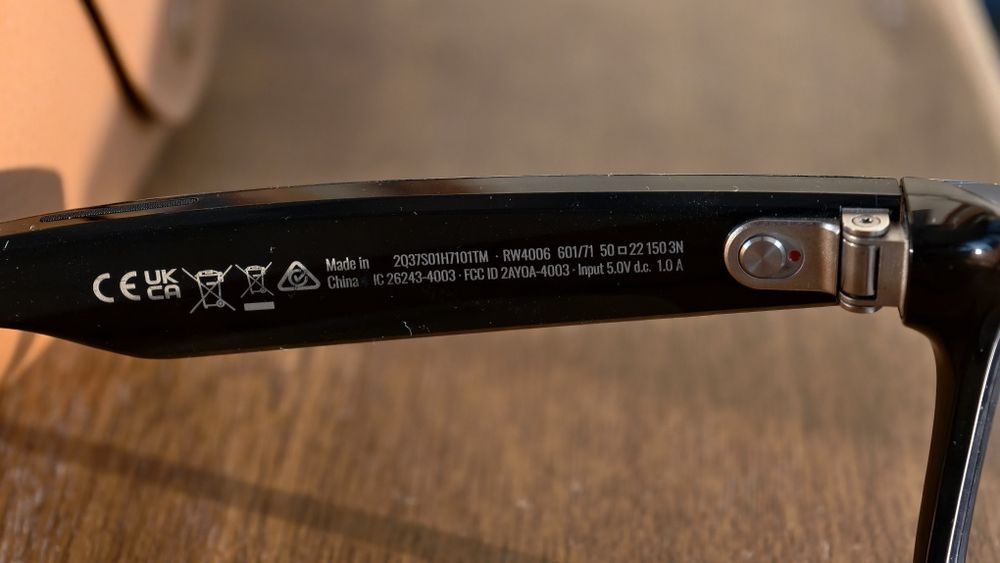 CE UK CA
Made in 2Q37S01H7101TM · RW4006 601/71 50□22 150 3N
China IC 26243-4003 · FCC ID 2AYOA-4003 · Input 5.0V d.c. 1.0 A